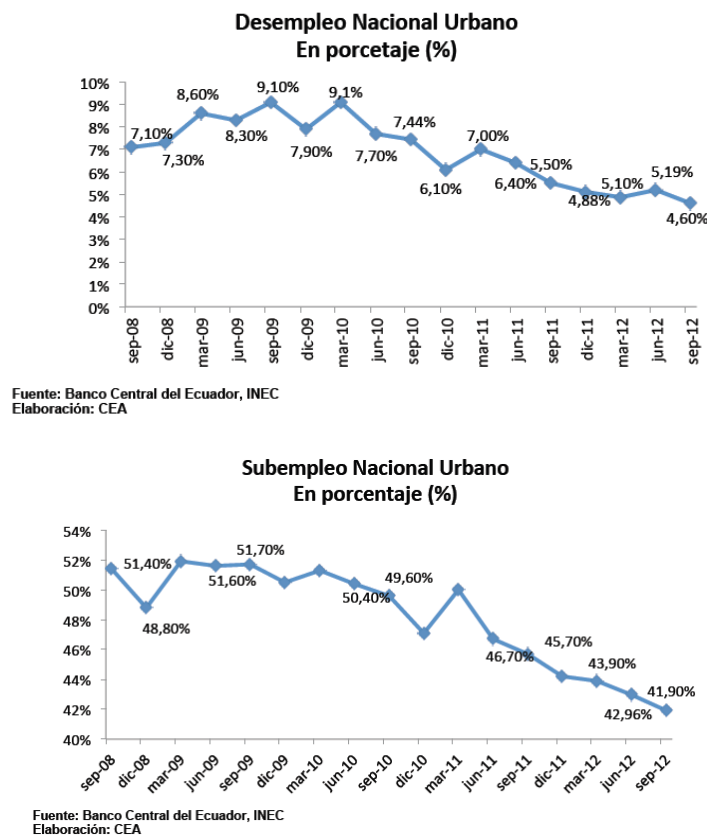 Desempleo Nacional Urbano
En porcetaje (%)
10%
9%
8%
7%
6%
5%
4%
3%
2%
1%
0%
7,10%
7,30%
8,60%
8,30%
9,10%
7,90%
9,1%
7,70%
7,44%
6,10%
7,00%
6,40%
5,50%
4,88%
5,10%
5,19%
4,60%
sep-08
dic-08
mar-09
jun-09
sep-09
dic-09
mar-10
jun-10
sep-10
dic-10
mar-11
jun-11
sep-11
dic-11
mar-12
jun-12
sep-12
Fuente: Banco Central del Ecuador, INEC
Elaboración: CEA
Subempleo Nacional Urbano
En porcentaje (%)
54%
52%
50%
48%
46%
44%
42%
40%
51,40%
48,80%
51,60%
51,70%
50,40%
49,60%
46,70%
45,70%
43,90%
42,96%
41,90%
sep-08
dic-08
mar-09
jun-09
sep-09
dic-09
mar-10
jun-10
sep-10
dic-10
mar-11
jun-11
sep-11
dic-11
mar-12
jun-12
sep-12
Fuente: Banco Central del Ecuador, INEC
Elaboración: CEA